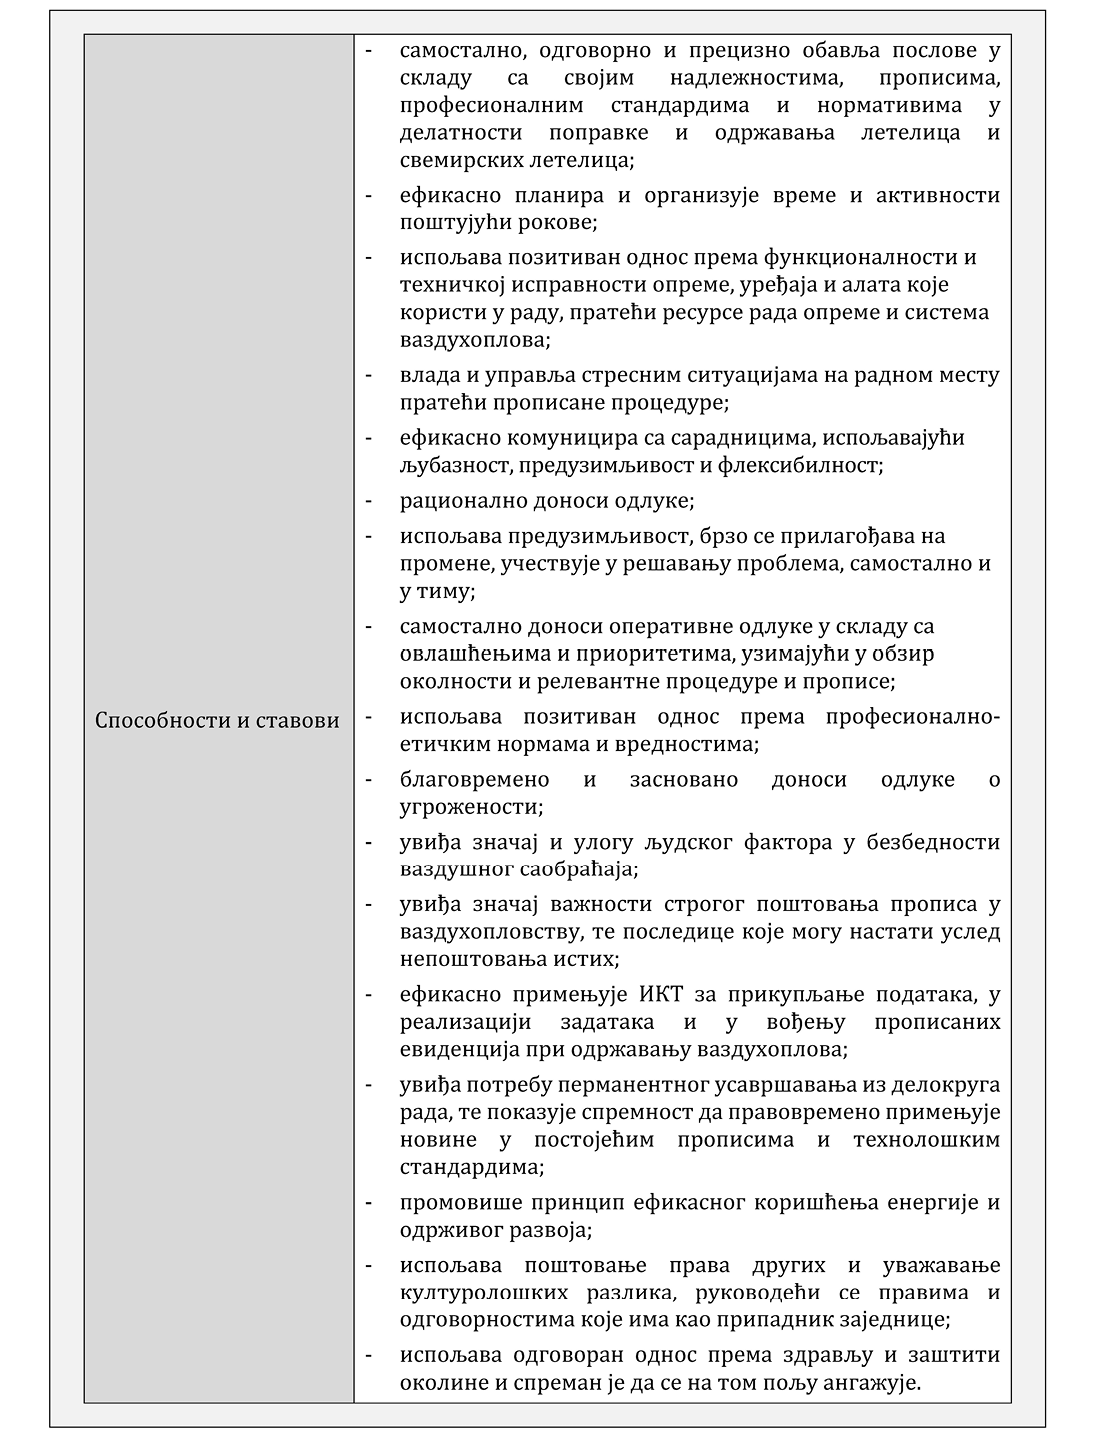 Способности и ставови
- самостално, одговорно и прецизно обавља послове у
складу са својим надлежностима, прописима,
професионалним стандардима и нормативима у
делатности поправке и одржавања летелица и
свемирских летелица;
- ефикасно планира и организује време и активности
поштујући рокове;
- испољава позитиван однос према функционалности и
техничкој исправности опреме, уређаја и алата које
користи у раду, пратећи ресурсе рада опреме и система
ваздухоплова;
- влада и управља стресним ситуацијама на радном месту
пратећи прописане процедуре;
- ефикасно комуницира са сарадницима, испољавајући
љубазност, предузимљивост и флексибилност;
- рационално доноси одлуке;
- испољава предузимљивост, брзо се прилагођава на
промене, учествује у решавању проблема, самостално и
у тиму;
- самостално доноси оперативне одлуке у складу са
овлашћењима и приоритетима, узимајући у обзир
околности и релевантне процедуре и прописе;
- испољава позитиван однос према професионално-
етичким нормама и вредностима;
- благовремено и засновано доноси одлуке о
угрожености;
- увиђа значај и улогу људског фактора у безбедности
ваздушног саобраћаја;
- увиђа значај важности строгог поштовања прописа у
ваздухопловству, те последице које могу настати услед
непоштовања истих;
- ефикасно примењује ИКТ за прикупљање података, у
реализацији задатака и у вођењу прописаних
евиденција при одржавању ваздухоплова;
- увиђа потребу перманентног усавршавања из делокруга
рада, те показује спремност да правовремено примењује
новине у постојећим прописима и технолошким
стандардима;
- промовише принцип ефикасног коришћења енергије и
одрживог развоја;
- испољава поштовање права других и уважавање
културолошких разлика, руководећи се правима и
одговорностима које има као припадник заједнице;
- испољава одговоран однос према здрављу и заштити
околине и спреман је да се на том пољу ангажује.